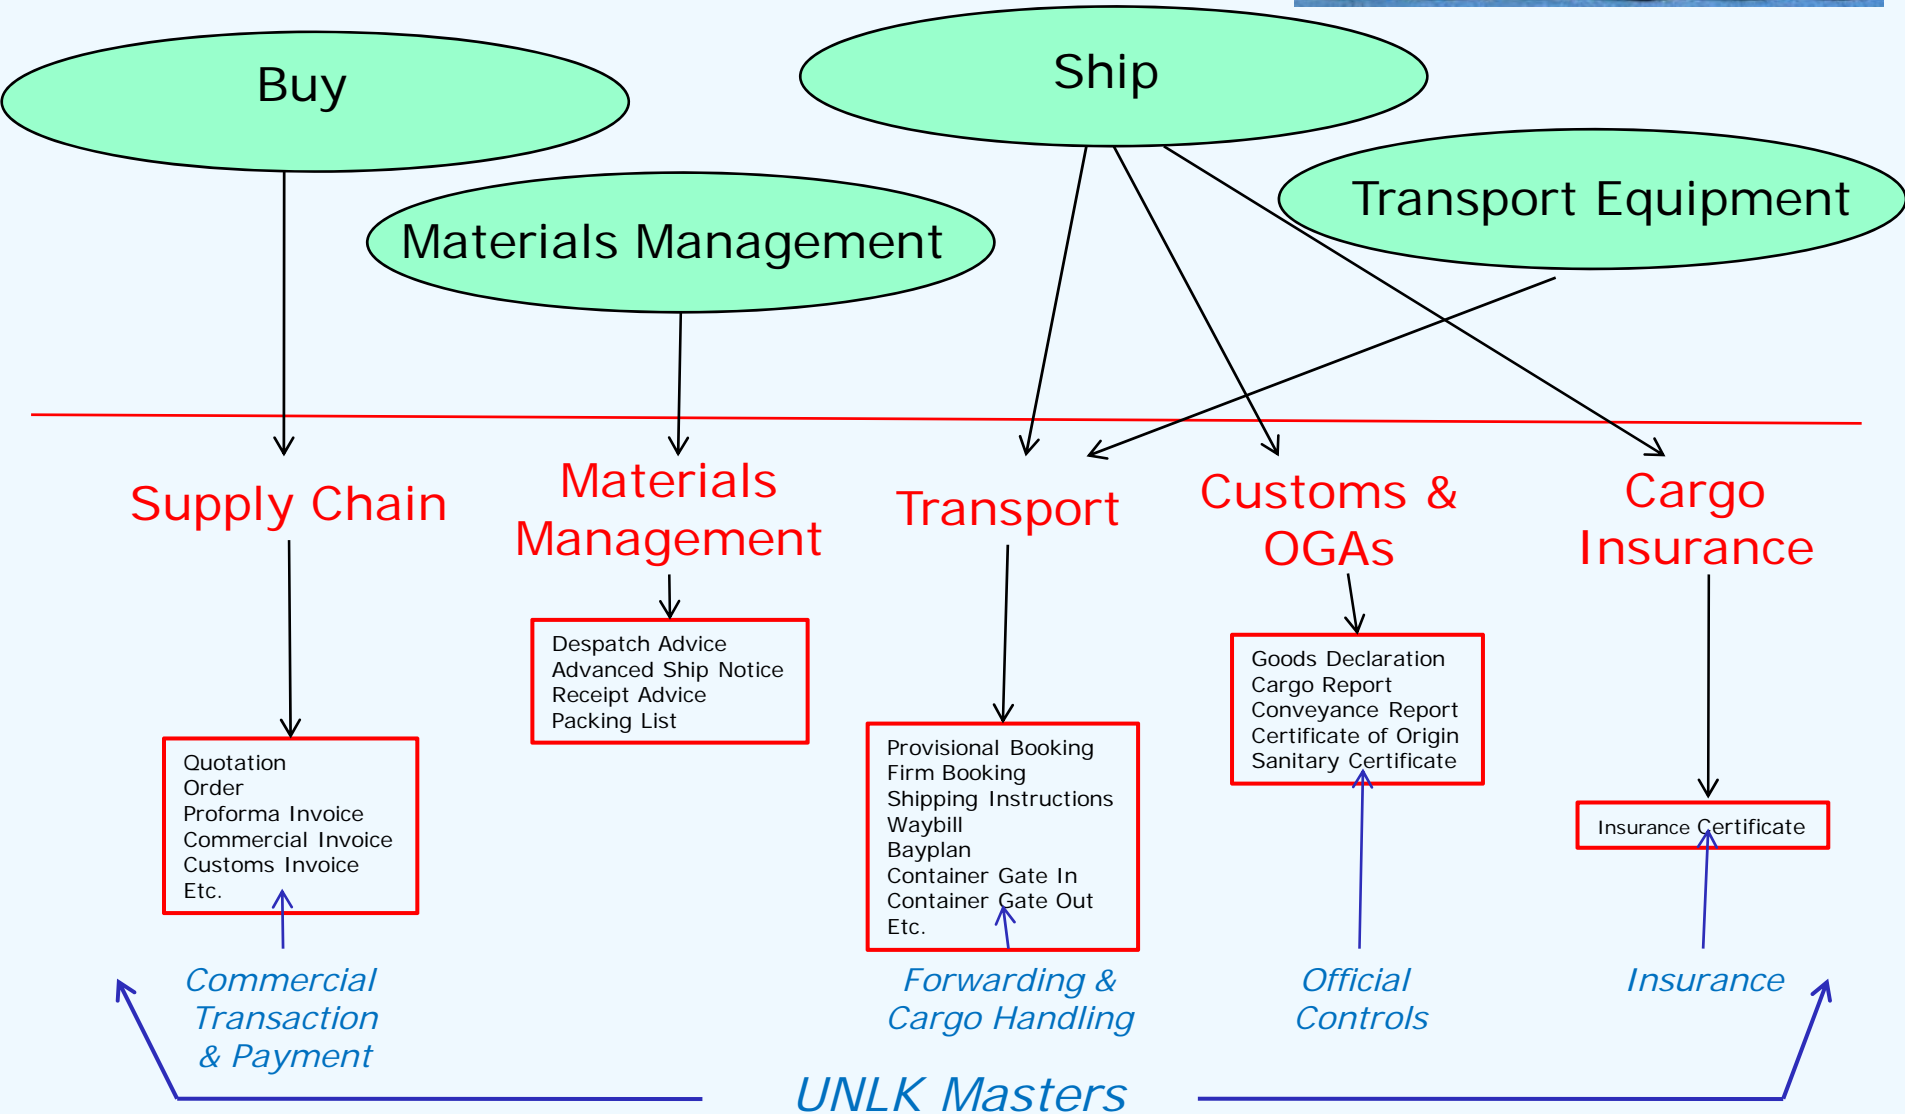 Buy
Ship
Transport Equipment
Materials Management
Supply Chain
Materials
Management
Transport
Customs &
OGAs
Cargo
Insurance
Quotation
Order
Proforma Invoice
Commercial Invoice
Customs Invoice
Etc.
Despatch Advice
Advanced Ship Notice
Receipt Advice
Packing List
Provisional Booking
Firm Booking
Shipping Instructions
Waybill
Bayplan
Container Gate In
Container Gate Out
Etc.
Goods Declaration
Cargo Report
Conveyance Report
Certificate of Origin
Sanitary Certificate
Insurance Certificate
Commercial
Transaction
& Payment
Forwarding &
Cargo Handling
Official
Controls
Insurance
UNLK Masters